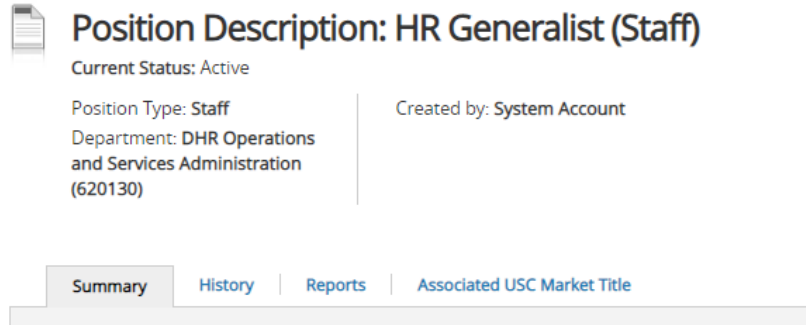 Position Description: HR Generalist (Staff)
Current Status: Active
Position Type: Staff
Created by: System Account
Department: DHR Operations
and Services Administration
(620130)
Summary
History
Reports
Associated USC Market Title